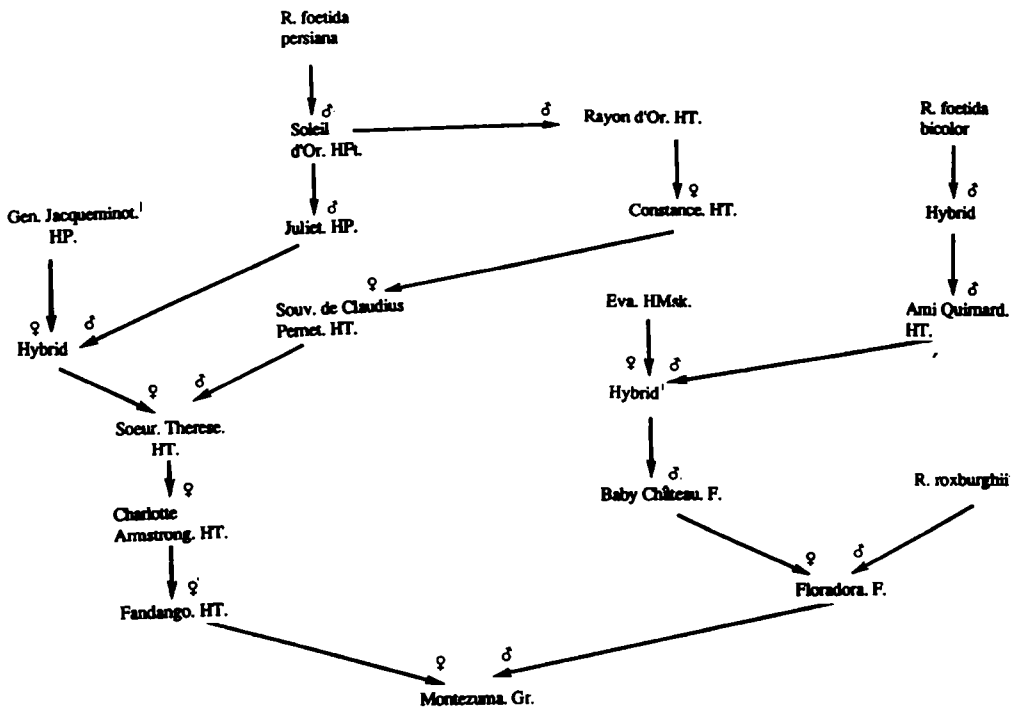 R. foetida
persiana
♂
Soleil
d'Or. HPt.
♂
Rayon d'Or. HT.
R. foetida
bicolor
Gen. Jacqueminot.¹
HP.
♂
Juliet. HP.
♀
Constance. HT.
♂
Hybrid
♀
Souv. de Claudius
Pernet. HT.
Eva. HMsk.
♂
Ami Quinard.
HT.
♀ ♂
Hybrid
♀ ♂
Hybrid¹
♀ ♂
Soeur. Therese.
HT.
♂
Baby Château. F.
R. roxburghii
♀
Charlotte
Armstrong. HT.
♀ ♂
Floradora. F.
♀
Fandango. HT.
♀ ♂
Montezuma. Gr.